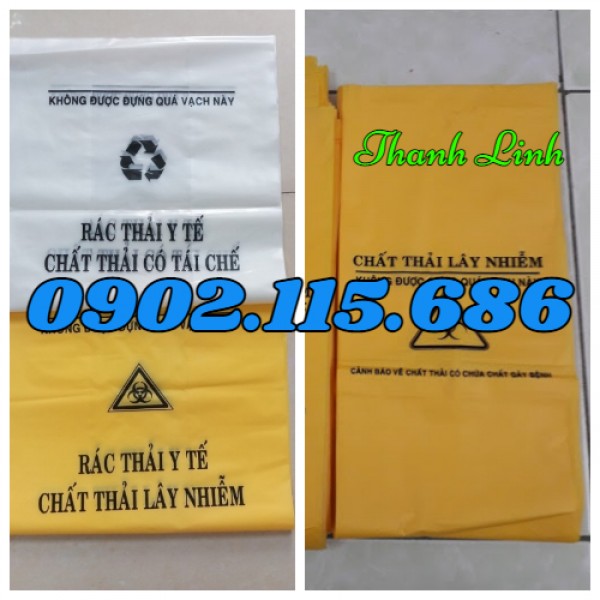 KHÔNG ĐƯỢC ĐỰNG QUÁ VẠCH NÀY
RÁC THẢI Y TẾ
CHẤT THẢI CÓ TÁI CHẾ
RÁC THẢI Y TẾ
CHẤT THẢI LÂY NHIỄM
Thanh Linh
CHẤT THẢI LÂY NHIỄM
KHÔNG ĐƯỢC
0902.115.686
CẢNH BÁO VỀ CHẤT THẢI CÓ CHỨA CHẤT GÂY BỆNH